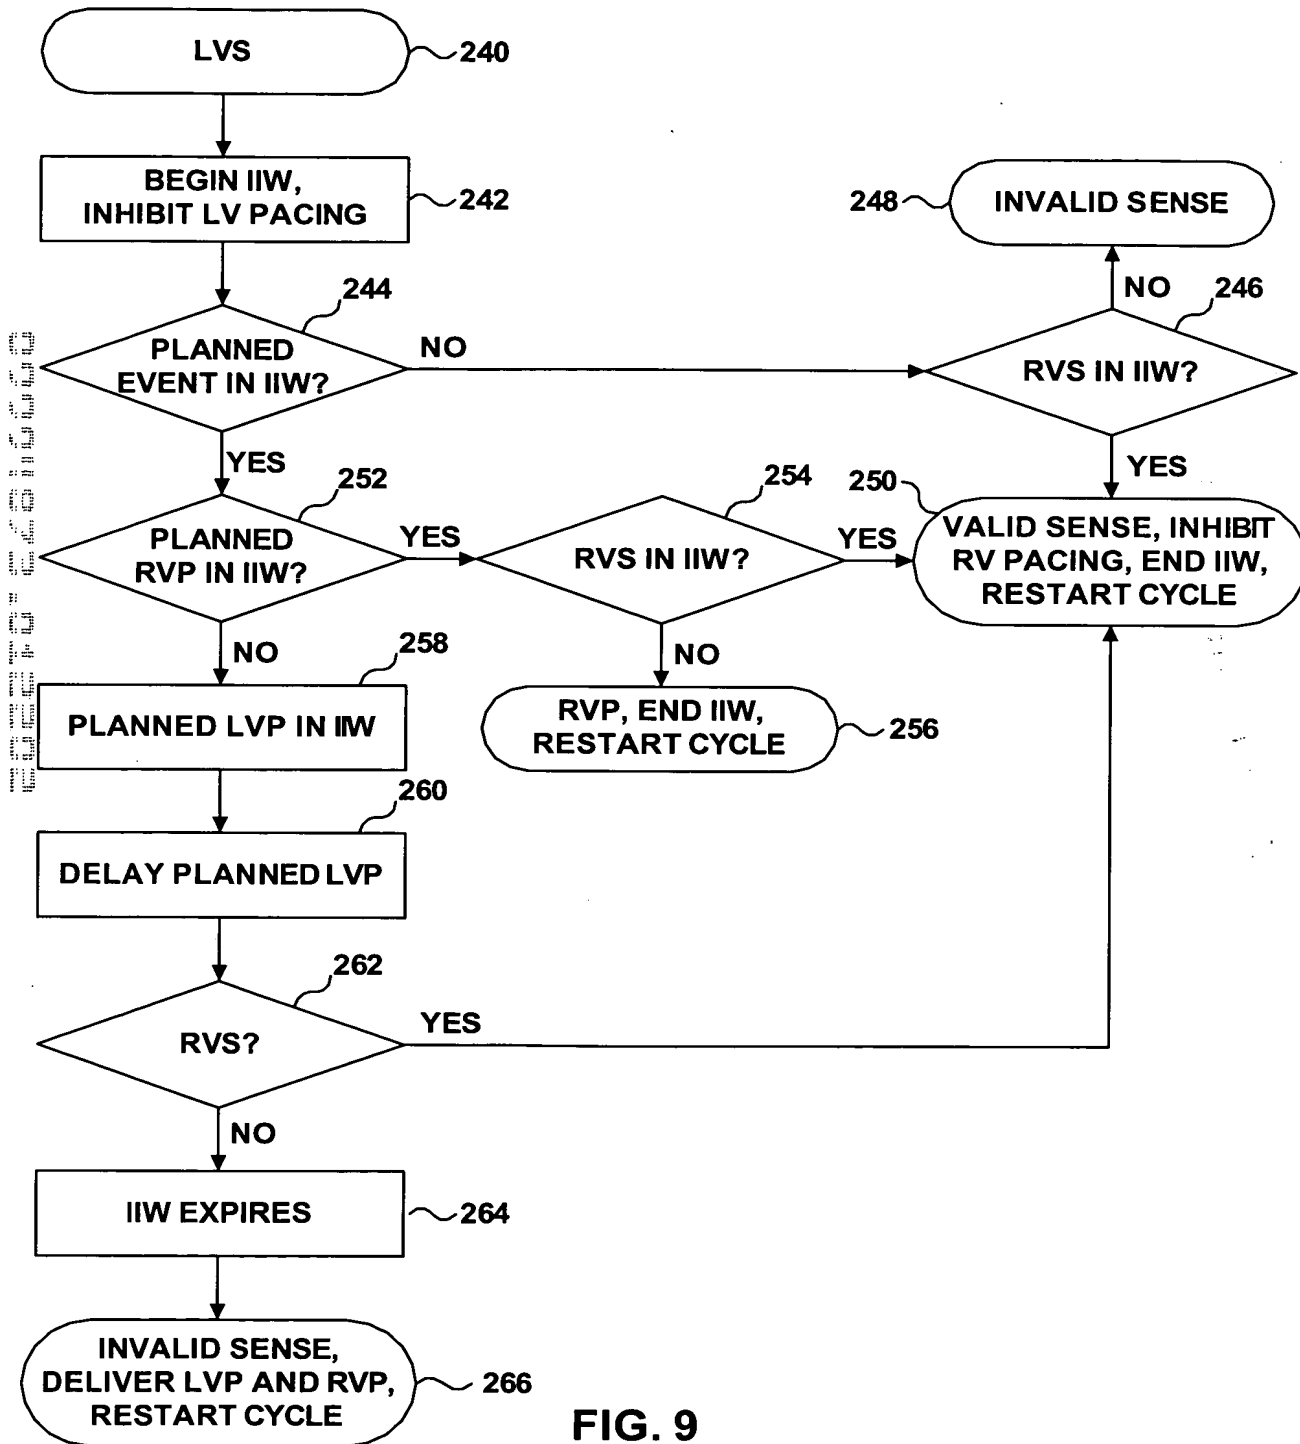 LVS
240
BEGIN IIW,
INHIBIT LV PACING
242
248
INVALID SENSE
244
PLANNED
EVENT IN IIW?
NO
NO
246
RVS IN IIW?
YES
YES
252
PLANNED
RVP IN IIW?
YES
254
RVS IN IIW?
YES
250
VALID SENSE, INHIBIT
RV PACING, END IIW,
RESTART CYCLE
NO
258
PLANNED LVP IN IIW
NO
RVP, END IIW,
RESTART CYCLE
256
260
DELAY PLANNED LVP
262
RVS?
YES
NO
IIW EXPIRES
264
INVALID SENSE,
DELIVER LVP AND RVP,
RESTART CYCLE
266
FIG. 9